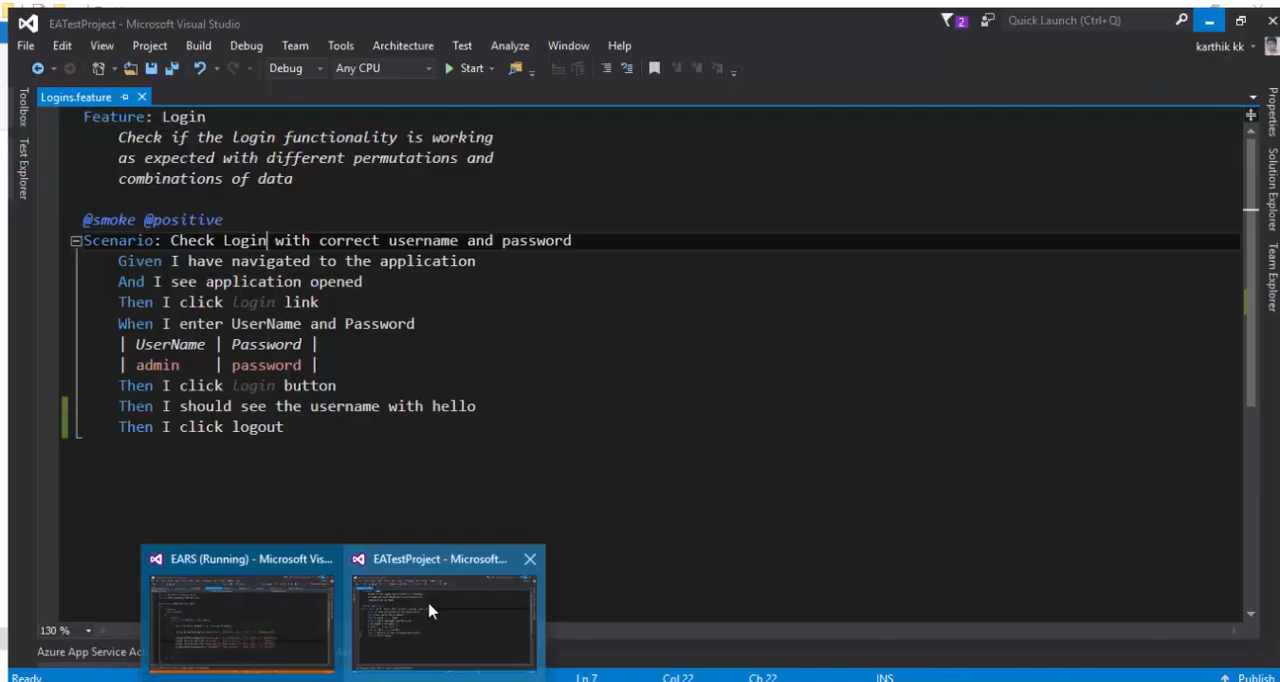 EATestProject - Microsoft Visual Studio
2
Quick Launch (Ctrl+Q)
File Edit View Project Build Debug Team Tools Architecture Test Analyze Window Help
karthik kk
Debug Any CPU Start
Toolbox
Test Explorer
Logins.feature
Feature: Login
Check if the login functionality is working
as expected with different permutations and
combinations of data
@smoke @positive
Scenario: Check Login with correct username and password
Given I have navigated to the application
And I see application opened
Then I click login link
When I enter UserName and Password
| UserName | Password |
| admin | password |
Then I click login button
Then I should see the username with hello
Then I click logout
Properties
Solution Explorer
Team Explorer
EARS (Running) - Microsoft Vis...
EATestProject - Microsoft...
130 %
Azure App Service Ac
Ready Ln 7 Col 22 Ch 22 INS Publish